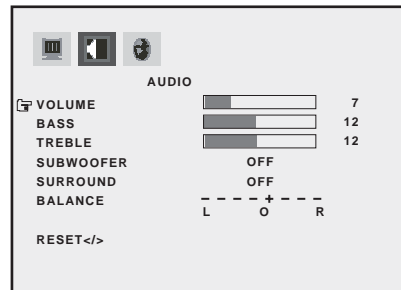 AUDIO
VOLUME 7
BASS 12
TREBLE 12
SUBWOOFER OFF
SURROUND OFF
BALANCE - - - - + - - -
L O R
RESET</>